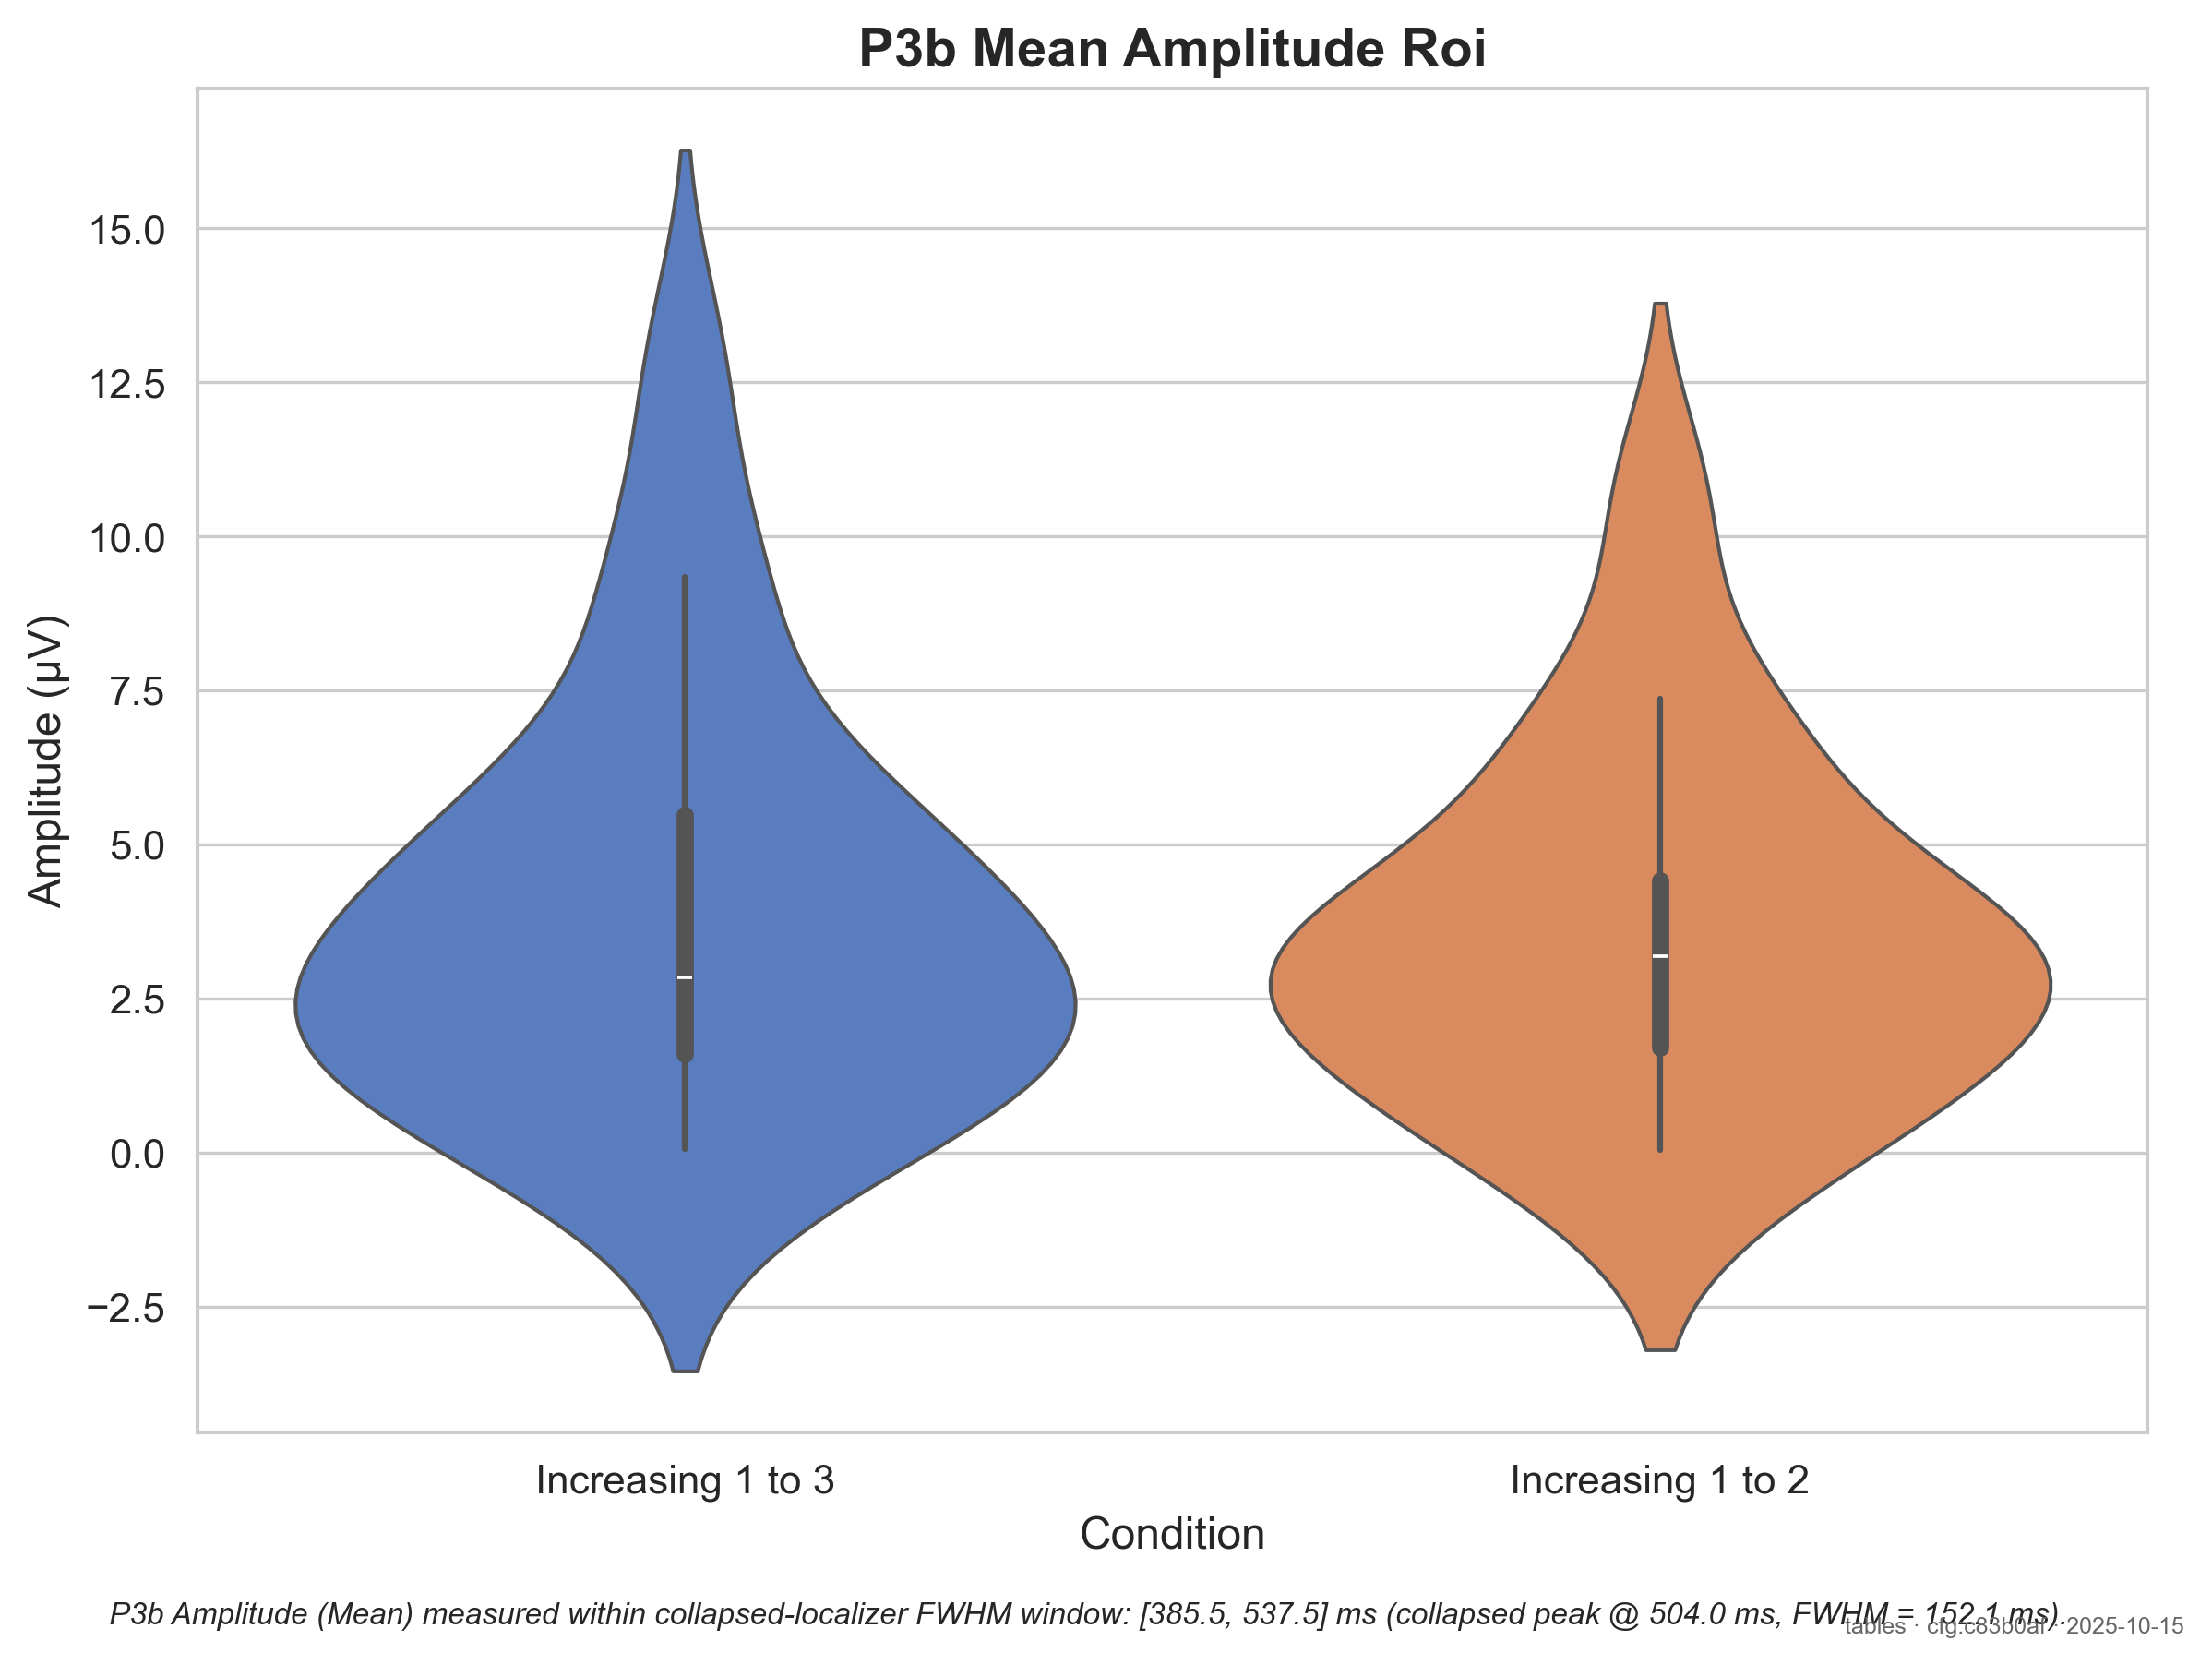 P3b Mean Amplitude Roi
Amplitude (µV)
15.0
12.5
10.0
7.5
5.0
2.5
0.0
−2.5
Increasing 1 to 3
Increasing 1 to 2
Condition
P3b Amplitude (Mean) measured within collapsed-localizer FWHM window: [385.5, 537.5] ms (collapsed peak @ 504.0 ms, FWHM = 152.1 ms).
tables · cfg:c83b0af · 2025-10-15